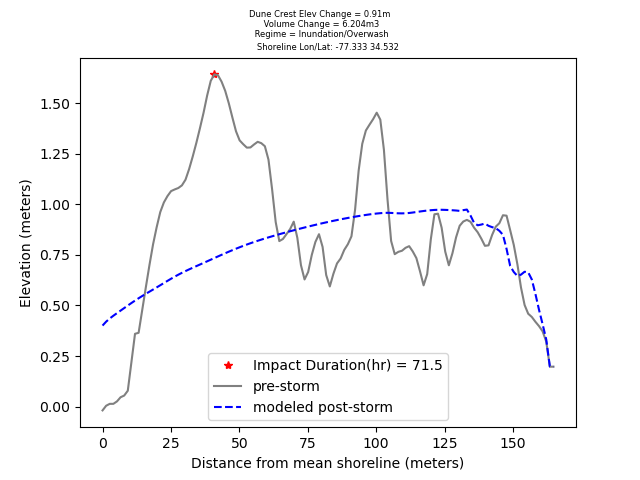 Dune Crest Elev Change = 0.91m
Volume Change = 6.204m3
Regime = Inundation/Overwash
Shoreline Lon/Lat: -77.333 34.532
Elevation (meters)
1.50
1.25
1.00
0.75
0.50
0.25
0.00
Impact Duration(hr) = 71.5
pre-storm
modeled post-storm
0 25 50 75 100 125 150
Distance from mean shoreline (meters)